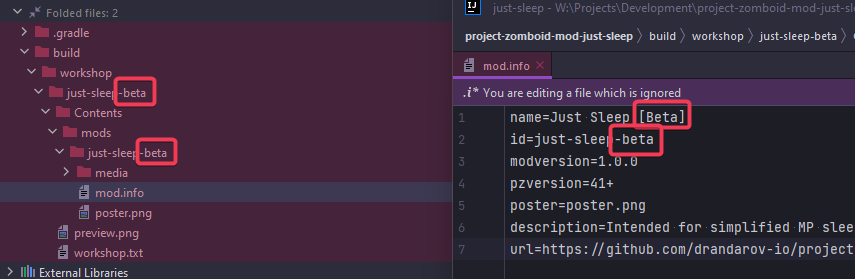 Folded files: 2
.gradle
build
workshop
just-sleep-beta
Contents
mods
just-sleep-beta
media
mod.info
poster.png
preview.png
workshop.txt
External Libraries
IJ
just-sleep – W:\Projects\Development\project-zomboid-mod-just-sl
project-zomboid-mod-just-sleep
build
workshop
just-sleep-beta
mod.info
.i* You are editing a file which is ignored
1 name=Just Sleep [Beta]
2 id=just-sleep-beta
3 modversion=1.0.0
4 pzversion=41+
5 poster=poster.png
6 description=Intended for simplified MP slee
7 url=https://github.com/drandarov-io/project